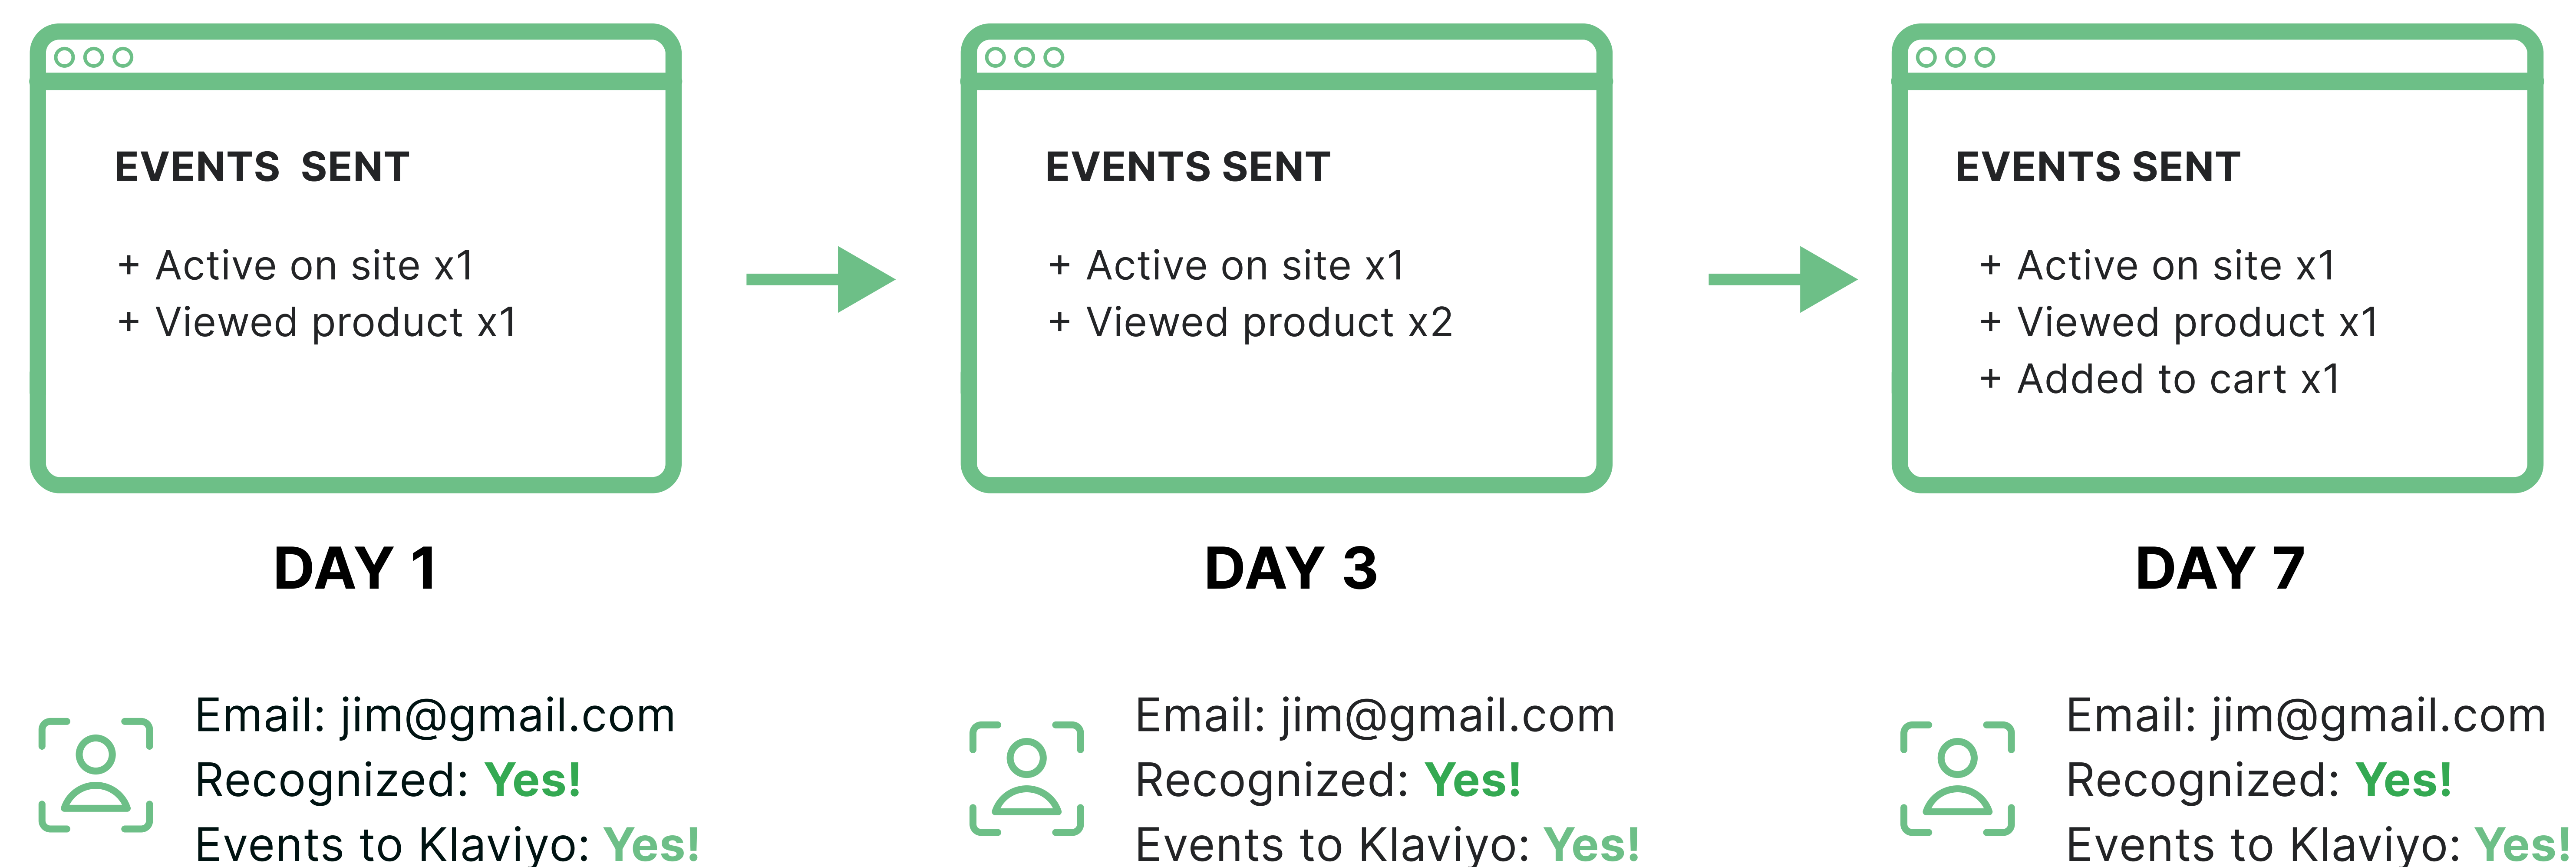 EVENTS  SENT
+ Active on site x1
+ Viewed product x1
DAY 1
Email: jim@gmail.com
Recognized: Yes!
Events to Klaviyo: Yes!
EVENTS SENT
+ Active on site x1
+ Viewed product x2
DAY 3
Email: jim@gmail.com
Recognized: Yes!
Events to Klaviyo: Yes!
EVENTS SENT
+ Active on site x1
+ Viewed product x1
+ Added to cart x1
DAY 7
Email: jim@gmail.com
Recognized: Yes!
Events to Klaviyo: Yes!